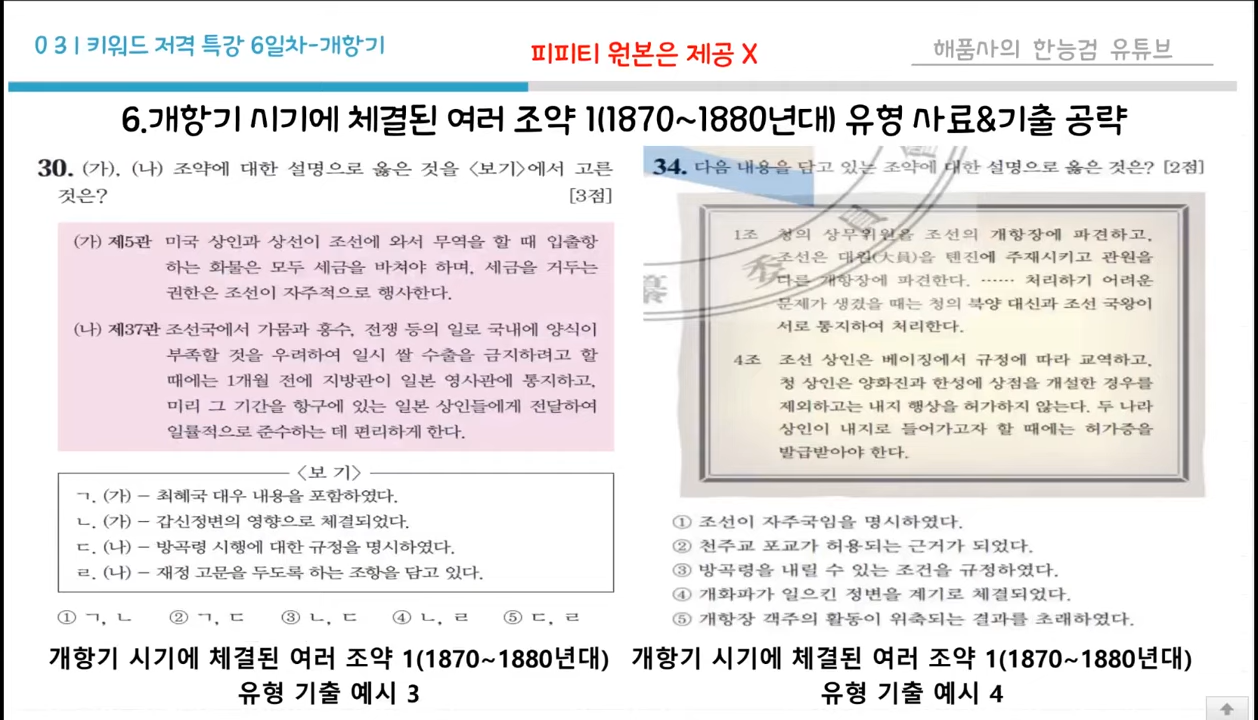 03 | 키워드 저격 특강 6일차-개항기
피피티 원본은 제공 X
해품사의 한능검 유튜브
6.개항기 시기에 체결된 여러 조약 1(1870~1880년대) 유형 사료&기출 공략
30. (가), (나) 조약에 대한 설명으로 옳은 것을 <보기>에서 고른
것은? [3점]
(가) 제5관 미국 상인과 상선이 조선에 와서 무역을 할 때 입출항
하는 화물은 모두 세금을 바쳐야 하며, 세금을 거두는
권한은 조선이 자주적으로 행사한다.
(나) 제37관 조선국에서 가뭄과 홍수, 전쟁 등의 일로 국내에 양식이
부족할 것을 우려하여 일시 쌀 수출을 금지하려고 할
때에는 1개월 전에 지방관이 일본 영사관에 통지하고,
미리 그 기간을 항구에 있는 일본 상인들에게 전달하여
일률적으로 준수하는 데 편리하게 한다.
<보 기>
ㄱ. (가) - 최혜국 대우 내용을 포함하였다.
ㄴ. (가) - 갑신정변의 영향으로 체결되었다.
ㄷ. (나) - 방곡령 시행에 대한 규정을 명시하였다.
ㄹ. (나) - 재정 고문을 두도록 하는 조항을 담고 있다.
① ㄱ, ㄴ ② ㄱ, ㄷ ③ ㄴ, ㄷ ④ ㄴ, ㄹ ⑤ ㄷ, ㄹ
개항기 시기에 체결된 여러 조약 1(1870~1880년대)
유형 기출 예시 3
34. 다음 내용을 담고 있는 조약에 대한 설명으로 옳은 것은? [2점]
1조 청의 상무위원을 조선의 개항장에 파견하고,
조선은 대원(大員)을 톈진에 주재시키고 관원을
다른 개항장에 파견한다. …… 처리하기 어려운
문제가 생겼을 때는 청의 북양 대신과 조선 국왕이
서로 통지하여 처리한다.
4조 조선 상인은 베이징에서 규정에 따라 교역하고,
청 상인은 양화진과 한성에 상점을 개설한 경우를
제외하고는 내지 행상을 허가하지 않는다. 두 나라
상인이 내지로 들어가고자 할 때에는 허가증을
발급받아야 한다.
① 조선이 자주국임을 명시하였다.
② 천주교 포교가 허용되는 근거가 되었다.
③ 방곡령을 내릴 수 있는 조건을 규정하였다.
④ 개화파가 일으킨 정변을 계기로 체결되었다.
⑤ 개항장 객주의 활동이 위축되는 결과를 초래하였다.
개항기 시기에 체결된 여러 조약 1(1870~1880년대)
유형 기출 예시 4